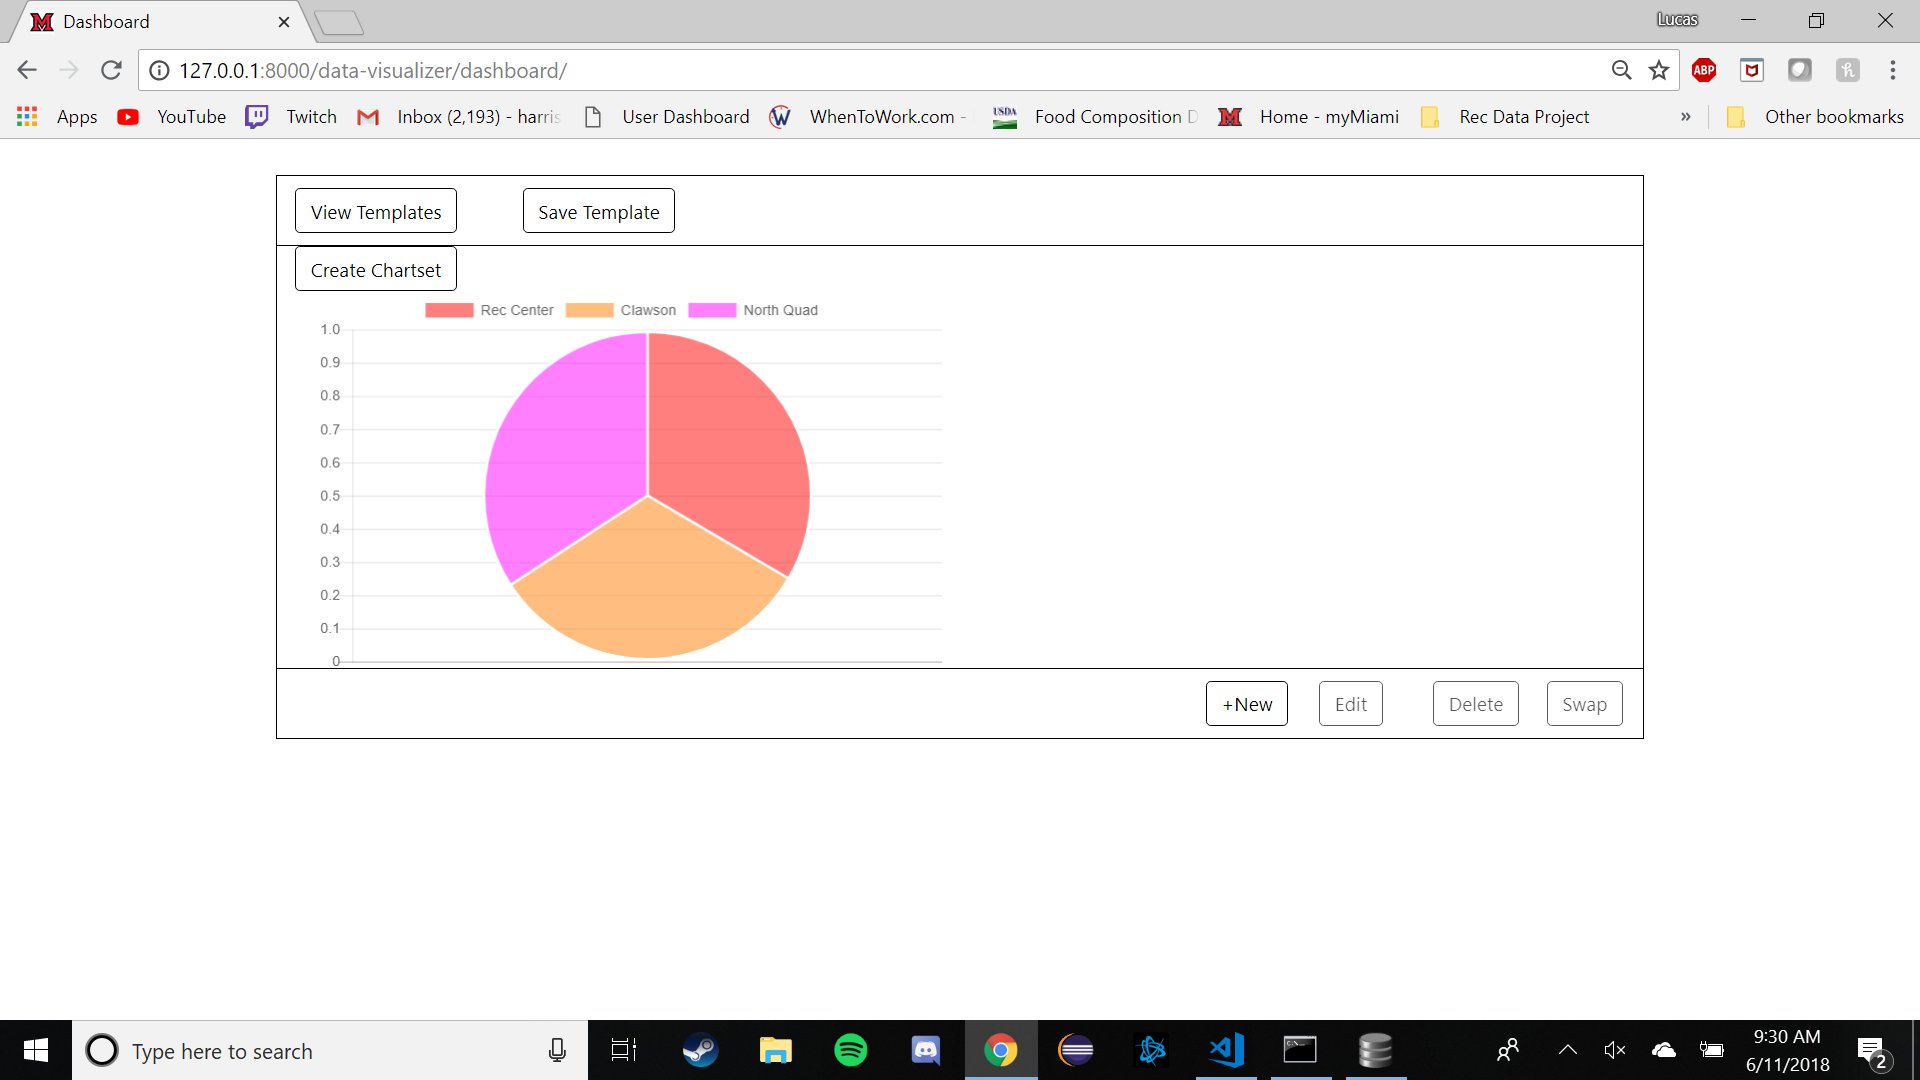 Dashboard
Lucas
127.0.0.1:8000/data-visualizer/dashboard/
ABP
Apps YouTube Twitch Inbox (2,193) - harris User Dashboard WhenToWork.com - USDA Food Composition D Home - myMiami Rec Data Project » Other bookmarks
View Templates Save Template
Create Chartset
Rec Center Clawson North Quad
1.0
0.9
0.8
0.7
0.6
0.5
0.4
0.3
0.2
0.1
0
+New Edit Delete Swap
Type here to search
9:30 AM
6/11/2018
2